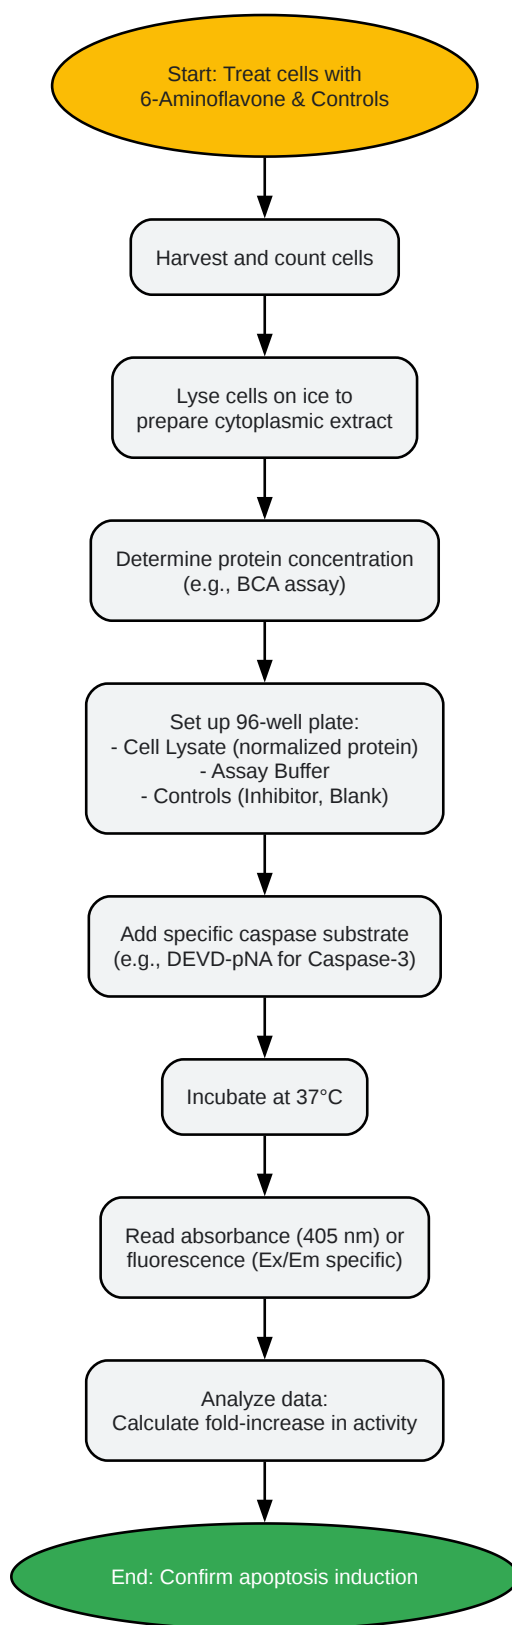 Start: Treat cells with
6-Aminoflavone & Controls
Harvest and count cells
Lyse cells on ice to
prepare cytoplasmic extract
Determine protein concentration
(e.g., BCA assay)
Set up 96-well plate:
- Cell Lysate (normalized protein)
- Assay Buffer
- Controls (Inhibitor, Blank)
Add specific caspase substrate
(e.g., DEVD-pNA for Caspase-3)
Incubate at 37°C
Read absorbance (405 nm) or
fluorescence (Ex/Em specific)
Analyze data:
Calculate fold-increase in activity
End: Confirm apoptosis induction